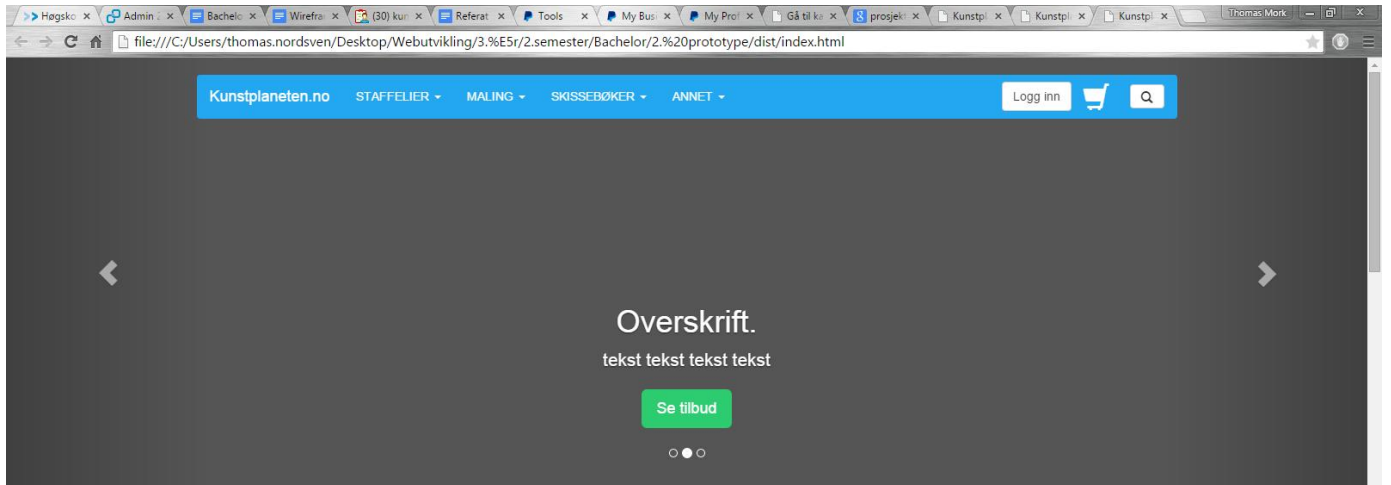 >> Høgsko Admin 2 Bachelo Wirefra (30) kun Referat Tools My Busi My Prof Gå til ka prosjekt Kunstpl Kunstpl Kunstpl Thomas Mork
file:///C:/Users/thomas.nordsven/Desktop/Webutvikling/3.%E5r/2.semester/Bachelor/2.%20prototype/dist/index.html
Kunstplaneten.no STAFFELIER MALING SKISSEBØKER ANNET Logg inn
Overskrift.
tekst tekst tekst tekst
Se tilbud